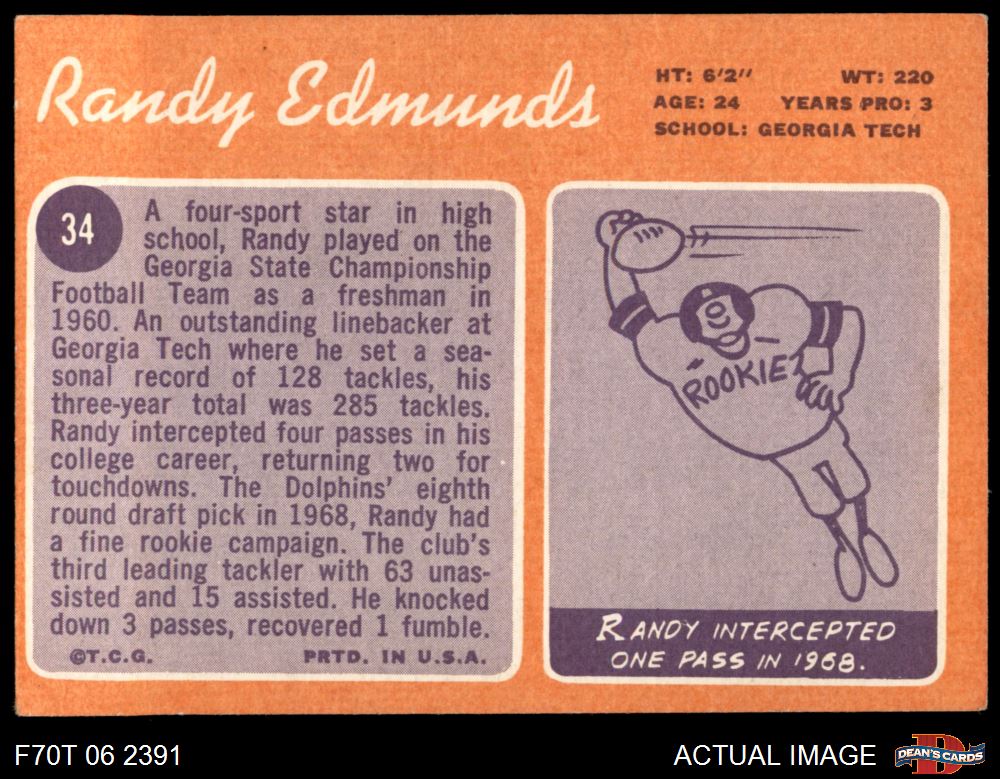 Randy Edmunds
HT: 6'2" WT: 220
AGE: 24 YEARS PRO: 3
SCHOOL: GEORGIA TECH
34
A four-sport star in high
school, Randy played on the
Georgia State Championship
Football Team as a freshman in
1960. An outstanding linebacker at
Georgia Tech where he set a sea-
sonal record of 128 tackles, his
three-year total was 285 tackles.
Randy intercepted four passes in his
college career, returning two for
touchdowns. The Dolphins' eighth
round draft pick in 1968, Randy had
a fine rookie campaign. The club's
third leading tackler with 63 unas-
sisted and 15 assisted. He knocked
down 3 passes, recovered 1 fumble.
©T.C.G. PRTD. IN U.S.A.
ROOKIE
RANDY INTERCEPTED
ONE PASS IN 1968.
F70T 06 2391
ACTUAL IMAGE
DEAN'S CARDS